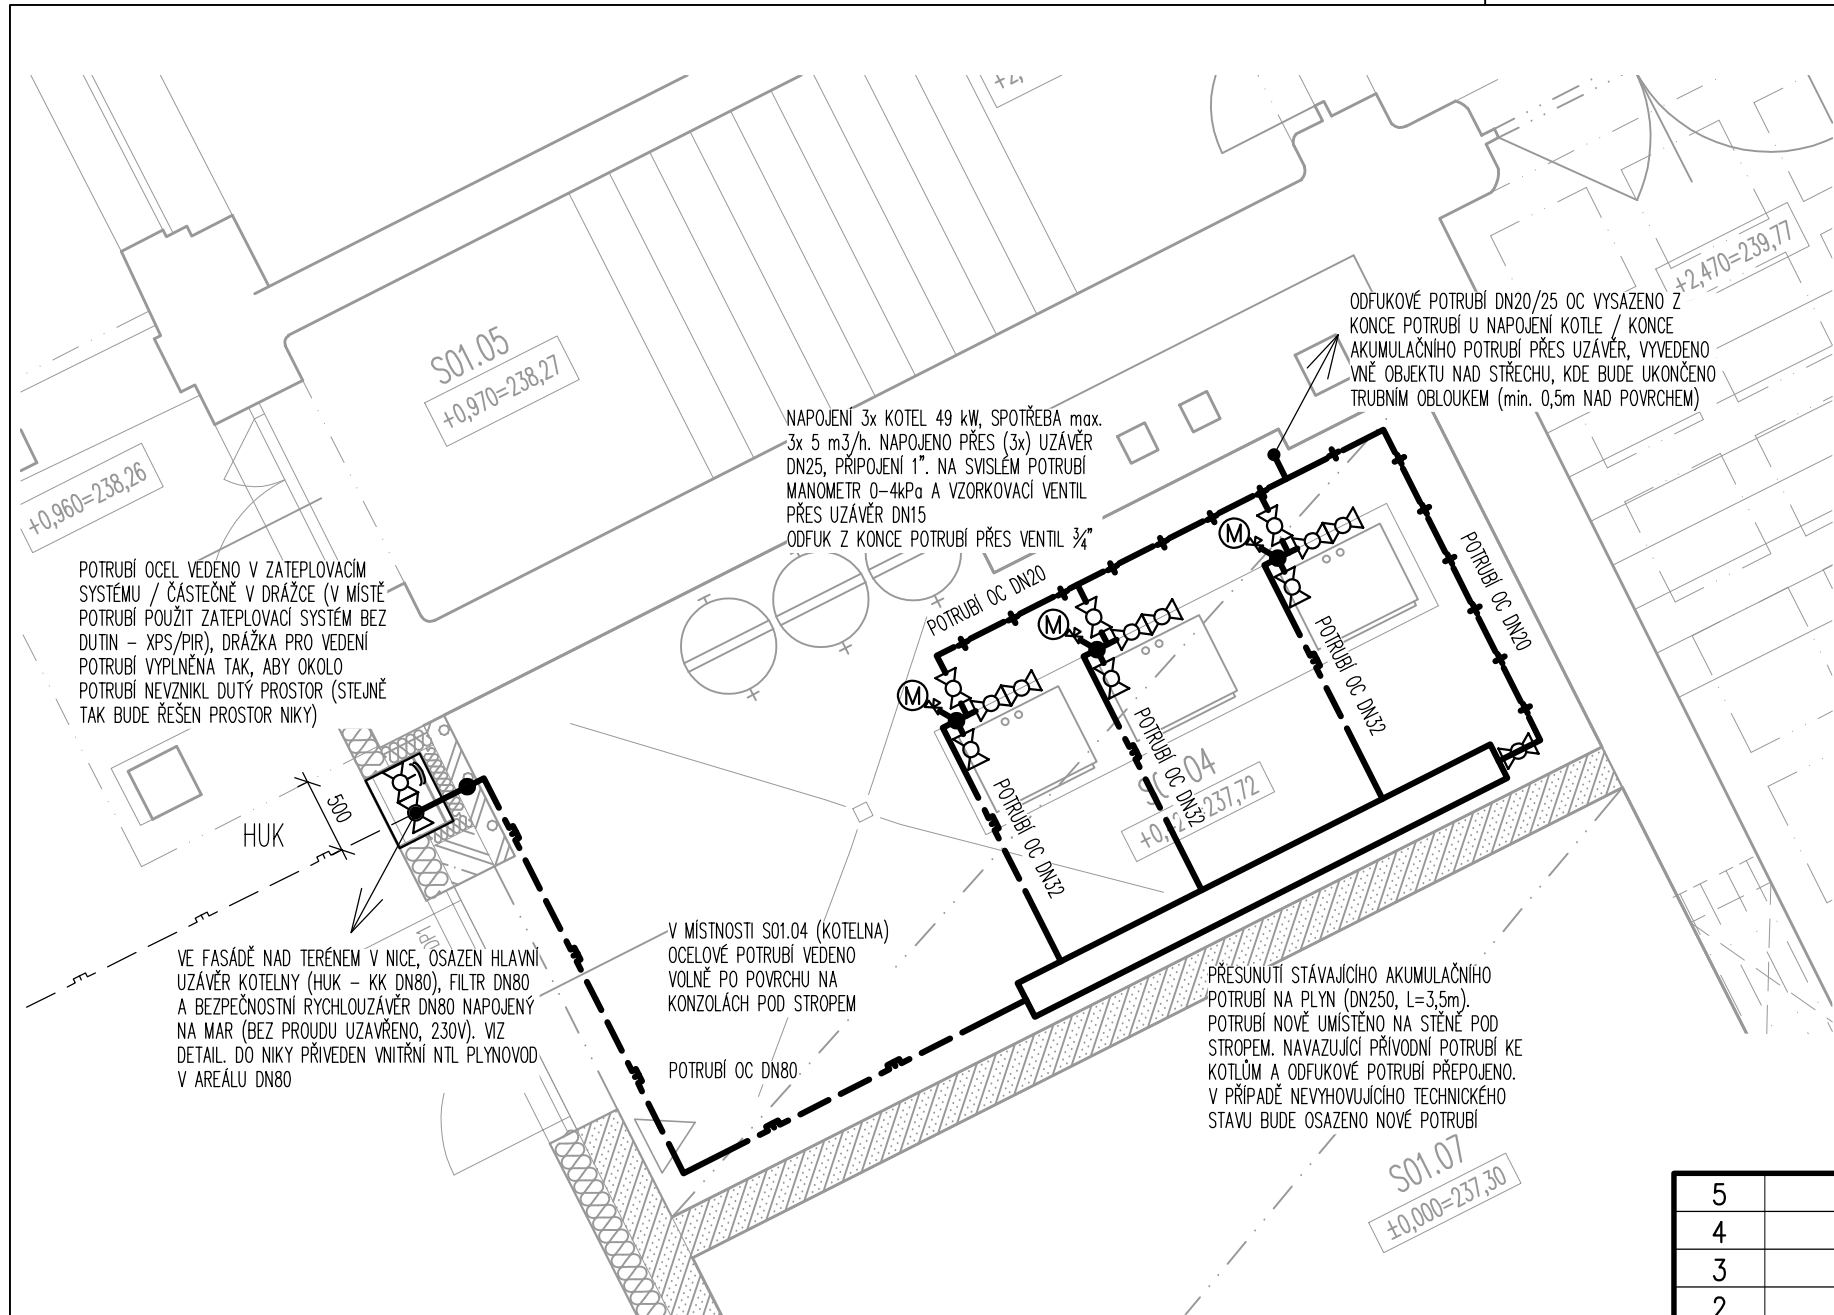 +2,
+2,470=239,77
S01.05
+0,970=238,27
+0,960=238,26
ODFUKOVÉ POTRUBÍ DN20/25 OC VYSAZENO Z
KONCE POTRUBÍ U NAPOJENÍ KOTLE / KONCE
AKUMULAČNÍHO POTRUBÍ PŘES UZÁVĚR, VYVEDENO
VNĚ OBJEKTU NAD STŘECHU, KDE BUDE UKONČENO
TRUBNÍM OBLOUKEM (min. 0,5m NAD POVRCHEM)
NAPOJENÍ 3x KOTEL 49 kW, SPOTŘEBA max.
3x 5 m3/h. NAPOJENO PŘES (3x) UZÁVĚR
DN25, PŘIPOJENÍ 1". NA SVISLÉM POTRUBÍ
MANOMETR 0-4kPa A VZORKOVACÍ VENTIL
PŘES UZÁVĚR DN15
ODFUK Z KONCE POTRUBÍ PŘES VENTIL ¾"
POTRUBÍ OCEL VEDENO V ZATEPLOVACÍM
SYSTÉMU / ČÁSTEČNĚ V DRÁŽCE (V MÍSTĚ
POTRUBÍ POUŽIT ZATEPLOVACÍ SYSTÉM BEZ
DUTIN - XPS/PIR), DRÁŽKA PRO VEDENÍ
POTRUBÍ VYPLNĚNA TAK, ABY OKOLO
POTRUBÍ NEVZNIKL DUTÝ PROSTOR (STEJNĚ
TAK BUDE ŘEŠEN PROSTOR NIKY)
POTRUBÍ OC DN20
POTRUBÍ OC DN20
M
M
M
POTRUBÍ OC DN32
POTRUBÍ OC DN32
POTRUBÍ OC DN32
237,72
500
HUK
VE FASÁDĚ NAD TERÉNEM V NICE, OSAZEN HLAVNÍ
UZÁVĚR KOTELNY (HUK - KK DN80), FILTR DN80
A BEZPEČNOSTNÍ RYCHLOUZÁVĚR DN80 NAPOJENÝ
NA MAR (BEZ PROUDU UZAVŘENO, 230V). VIZ
DETAIL. DO NIKY PŘIVEDEN VNITŘNÍ NTL PLYNOVOD
V AREÁLU DN80
V MÍSTNOSTI S01.04 (KOTELNA)
OCELOVÉ POTRUBÍ VEDENO
VOLNĚ PO POVRCHU NA
KONZOLÁCH POD STROPEM
POTRUBÍ OC DN80
PŘESUNUTÍ STÁVAJÍCÍHO AKUMULAČNÍHO
POTRUBÍ NA PLYN (DN250, L=3,5m).
POTRUBÍ NOVĚ UMÍSTĚNO NA STĚNĚ POD
STROPEM. NAVAZUJÍCÍ PŘÍVODNÍ POTRUBÍ KE
KOTLŮM A ODFUKOVÉ POTRUBÍ PŘEPOJENO.
V PŘÍPADĚ NEVYHOVUJÍCÍHO TECHNICKÉHO
STAVU BUDE OSAZENO NOVÉ POTRUBÍ
S01.07
±0,000=237,30
5
4
3
2